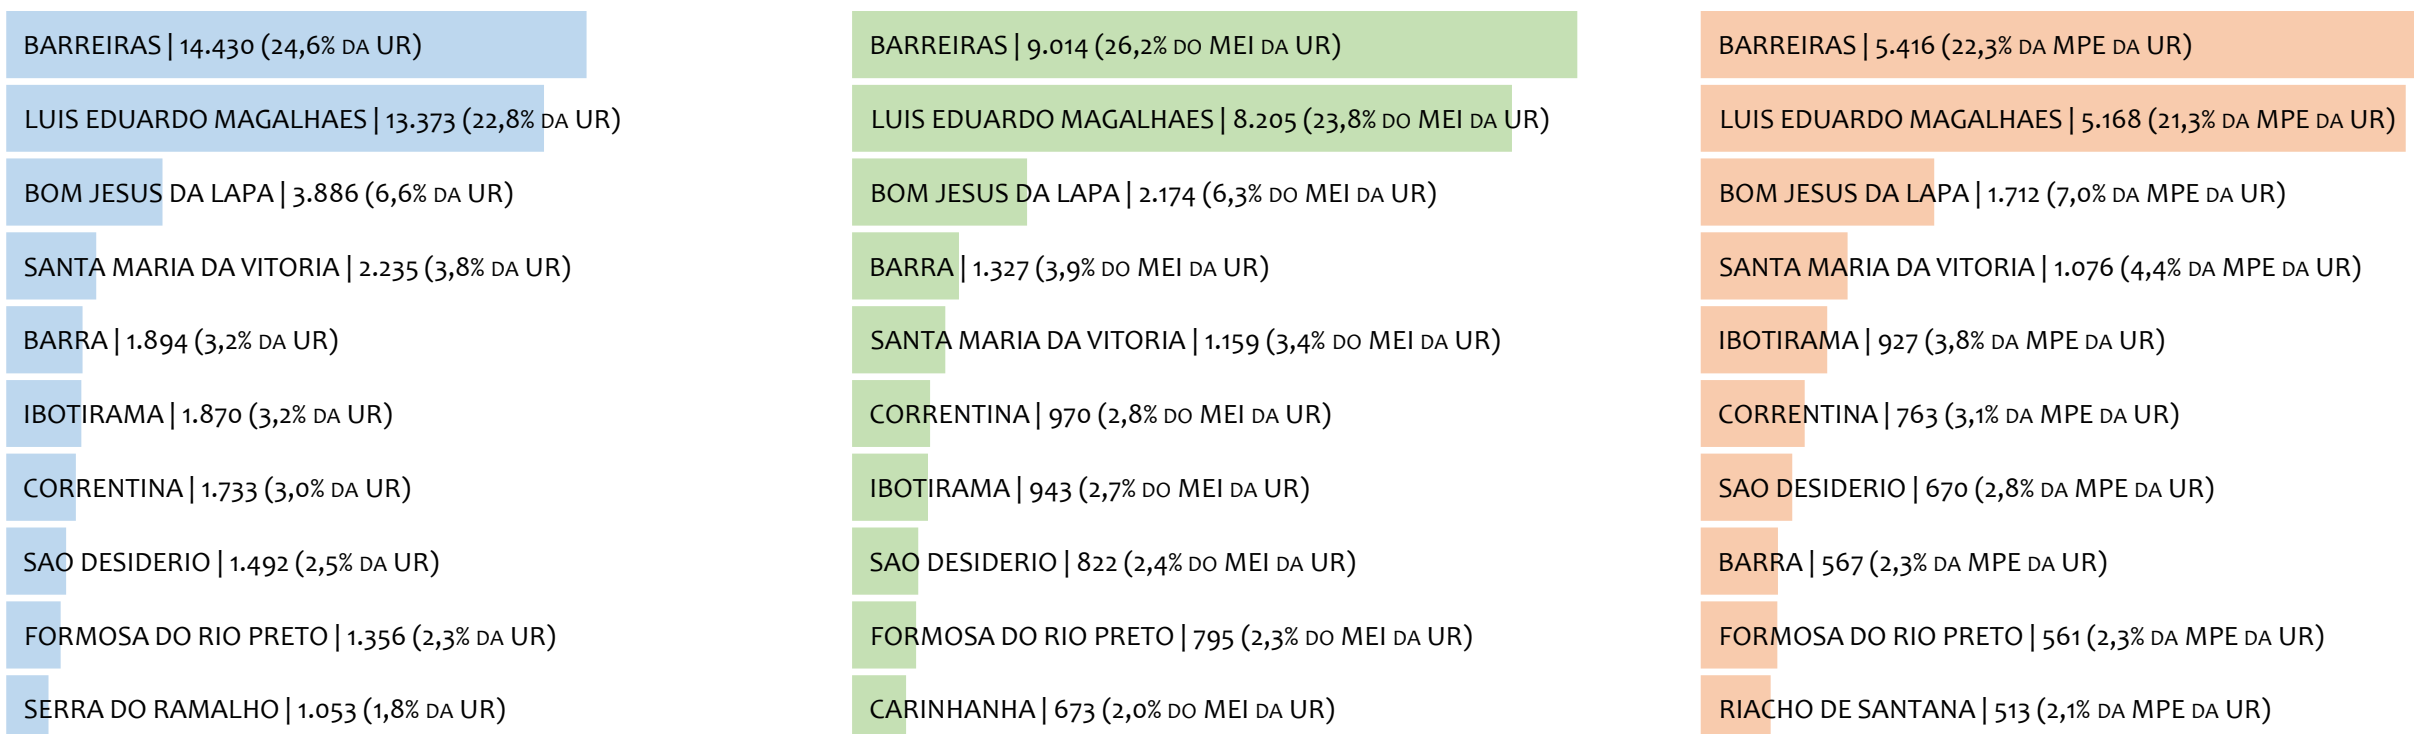 BARREIRAS | 14.430 (24,6% DA UR)
LUIS EDUARDO MAGALHAES | 13.373 (22,8% DA UR)
BOM JESUS DA LAPA | 3.886 (6,6% DA UR)
SANTA MARIA DA VITORIA | 2.235 (3,8% DA UR)
BARRA | 1.894 (3,2% DA UR)
IBOTIRAMA | 1.870 (3,2% DA UR)
CORRENTINA | 1.733 (3,0% DA UR)
SAO DESIDERIO | 1.492 (2,5% DA UR)
FORMOSA DO RIO PRETO | 1.356 (2,3% DA UR)
SERRA DO RAMALHO | 1.053 (1,8% DA UR)
BARREIRAS | 9.014 (26,2% DO MEI DA UR)
LUIS EDUARDO MAGALHAES | 8.205 (23,8% DO MEI DA UR)
BOM JESUS DA LAPA | 2.174 (6,3% DO MEI DA UR)
BARRA | 1.327 (3,9% DO MEI DA UR)
SANTA MARIA DA VITORIA | 1.159 (3,4% DO MEI DA UR)
CORRENTINA | 970 (2,8% DO MEI DA UR)
IBOTIRAMA | 943 (2,7% DO MEI DA UR)
SAO DESIDERIO | 822 (2,4% DO MEI DA UR)
FORMOSA DO RIO PRETO | 795 (2,3% DO MEI DA UR)
CARINHANHA | 673 (2,0% DO MEI DA UR)
BARREIRAS | 5.416 (22,3% DA MPE DA UR)
LUIS EDUARDO MAGALHAES | 5.168 (21,3% DA MPE DA UR)
BOM JESUS DA LAPA | 1.712 (7,0% DA MPE DA UR)
SANTA MARIA DA VITORIA | 1.076 (4,4% DA MPE DA UR)
IBOTIRAMA | 927 (3,8% DA MPE DA UR)
CORRENTINA | 763 (3,1% DA MPE DA UR)
SAO DESIDERIO | 670 (2,8% DA MPE DA UR)
BARRA | 567 (2,3% DA MPE DA UR)
FORMOSA DO RIO PRETO | 561 (2,3% DA MPE DA UR)
RIACHO DE SANTANA | 513 (2,1% DA MPE DA UR)